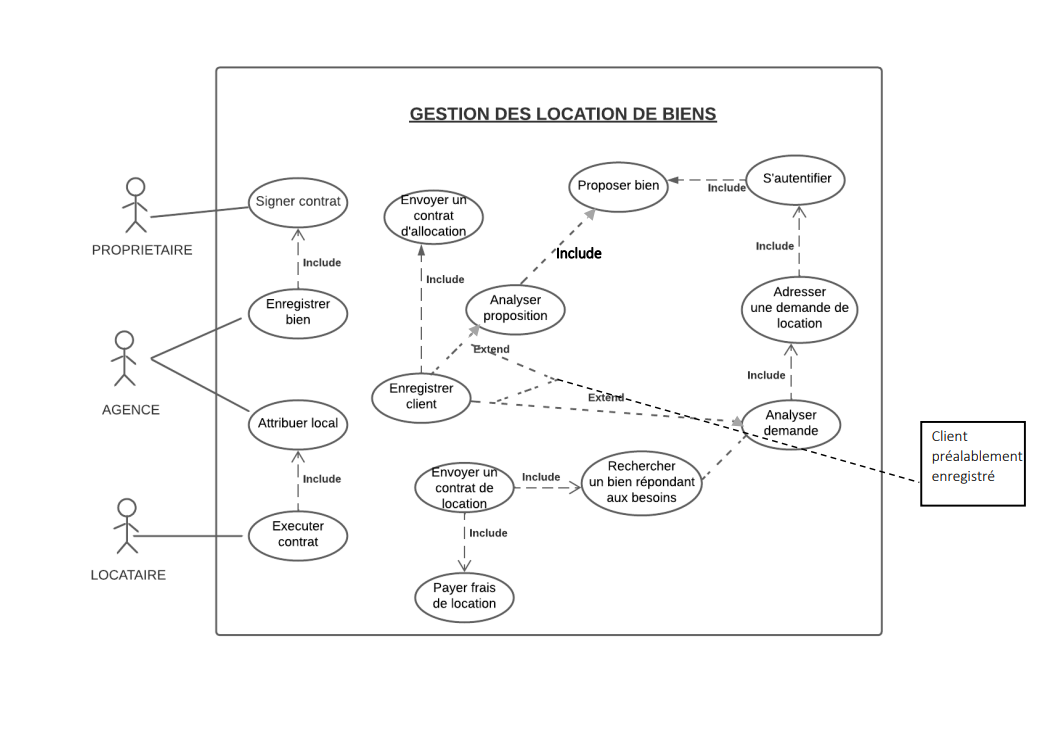 GESTION DES LOCATION DE BIENS
Proposer bien
Include
S'autentifier
Signer contrat
Envoyer un
contrat
d'allocation
PROPRIETAIRE
Include
Include
Include
Include
Enregistrer
bien
Analyser
proposition
Adresser
une demande de
location
Extend
Include
Enregistrer
client
Extend
AGENCE
Attribuer local
Analyser
demande
Client
préalablement
enregistré
Include
Envoyer un
contrat de
location
Include
Rechercher
un bien répondant
aux besoins
Executer
contrat
Include
LOCATAIRE
Payer frais
de location